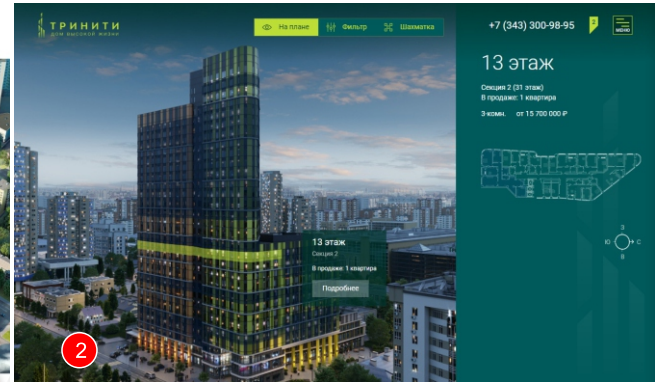 ТРИНИТИ
ДОМ ВЫСОКОЙ ЖИЗНИ
На плане
Фильтр
Шахматка
+7 (343) 300-98-95
2
МЕНЮ
13 этаж
Секция 2 (31 этаж)
В продаже: 1 квартира
3-комн. от 15 700 000 ₽
З
Ю
С
В
13 этаж
Секция 2
В продаже: 1 квартира
Подробнее
2